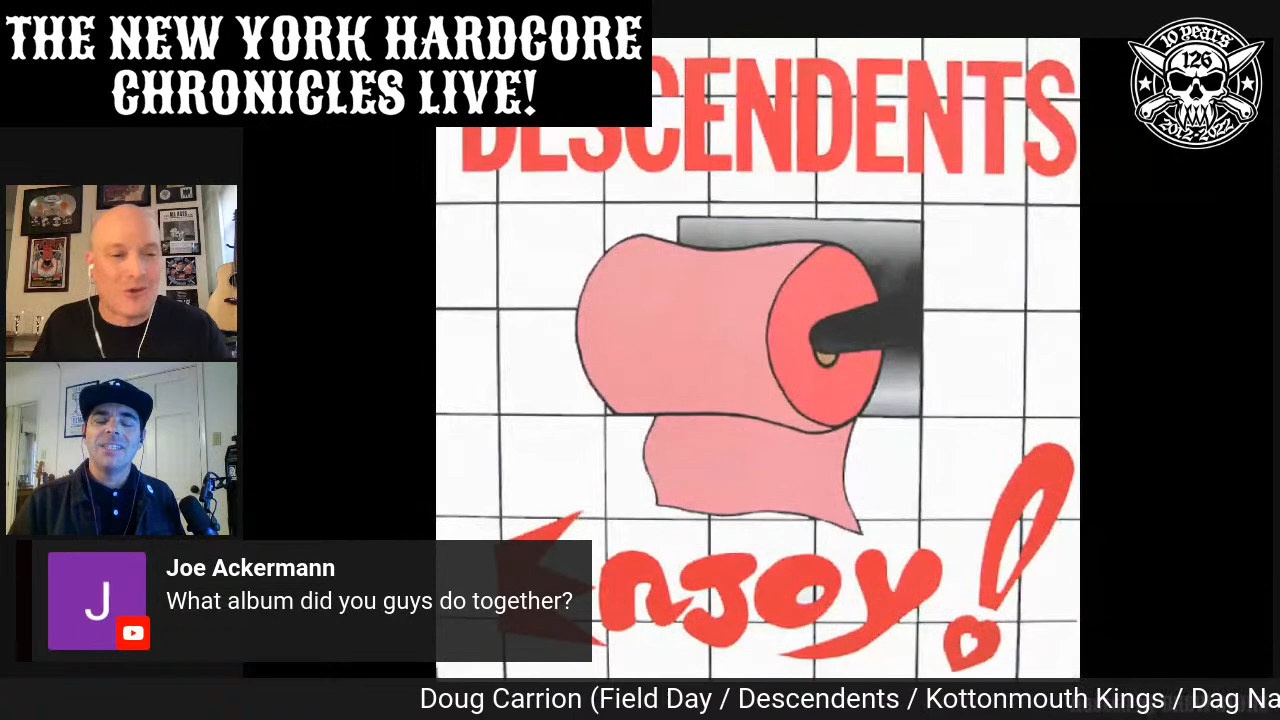 THE NEW YORK HARDCORE
CHRONICLES LIVE!
10 years
126
2012-2022
DESCENDENTS
Enjoy!
J
Joe Ackermann
What album did you guys do together?
Doug Carrion (Field Day / Descendents / Kottonmouth Kings / Dag Na